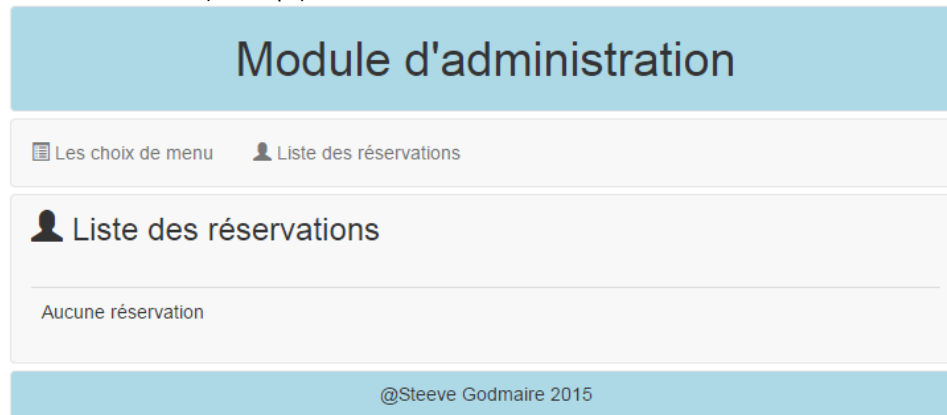 Module d'administration
Les choix de menu Liste des réservations
Liste des réservations
Aucune réservation
@Steeve Godmaire 2015